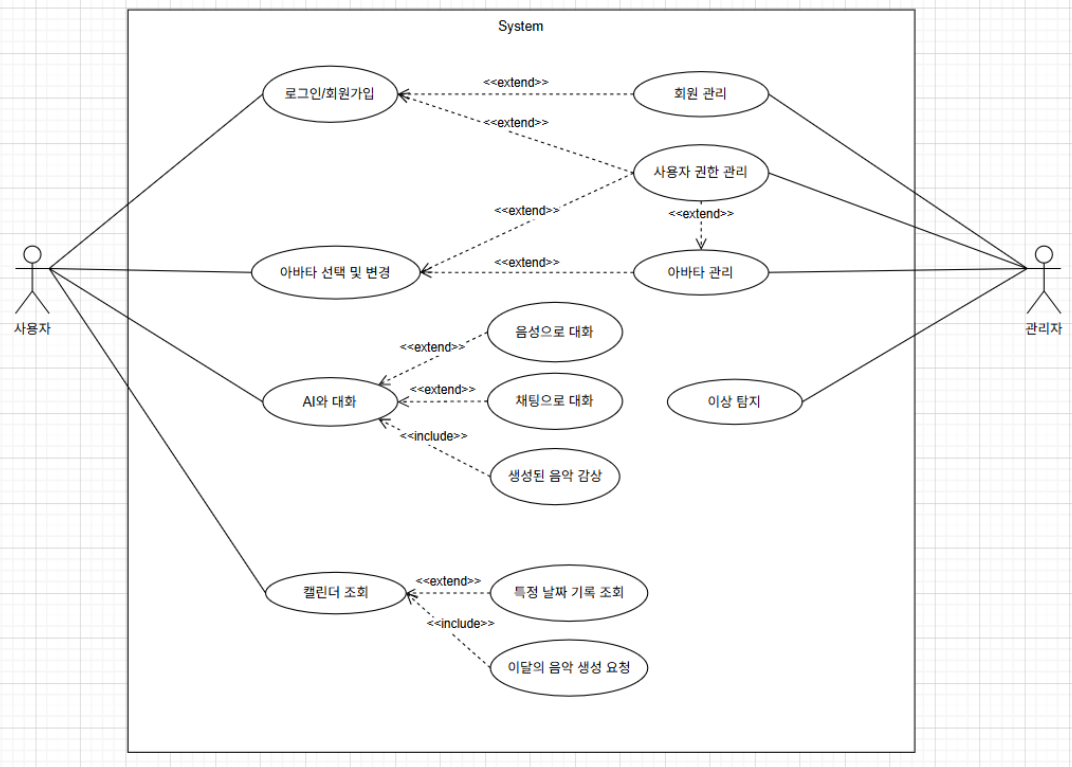 System
로그인/회원가입
<<extend>>
회원 관리
<<extend>>
사용자 권한 관리
<<extend>>
<<extend>>
아바타 선택 및 변경
<<extend>>
아바타 관리
사용자
관리자
음성으로 대화
<<extend>>
AI와 대화
<<extend>>
채팅으로 대화
이상 탐지
<<include>>
생성된 음악 감상
캘린더 조회
<<extend>>
특정 날짜 기록 조회
<<include>>
이달의 음악 생성 요청